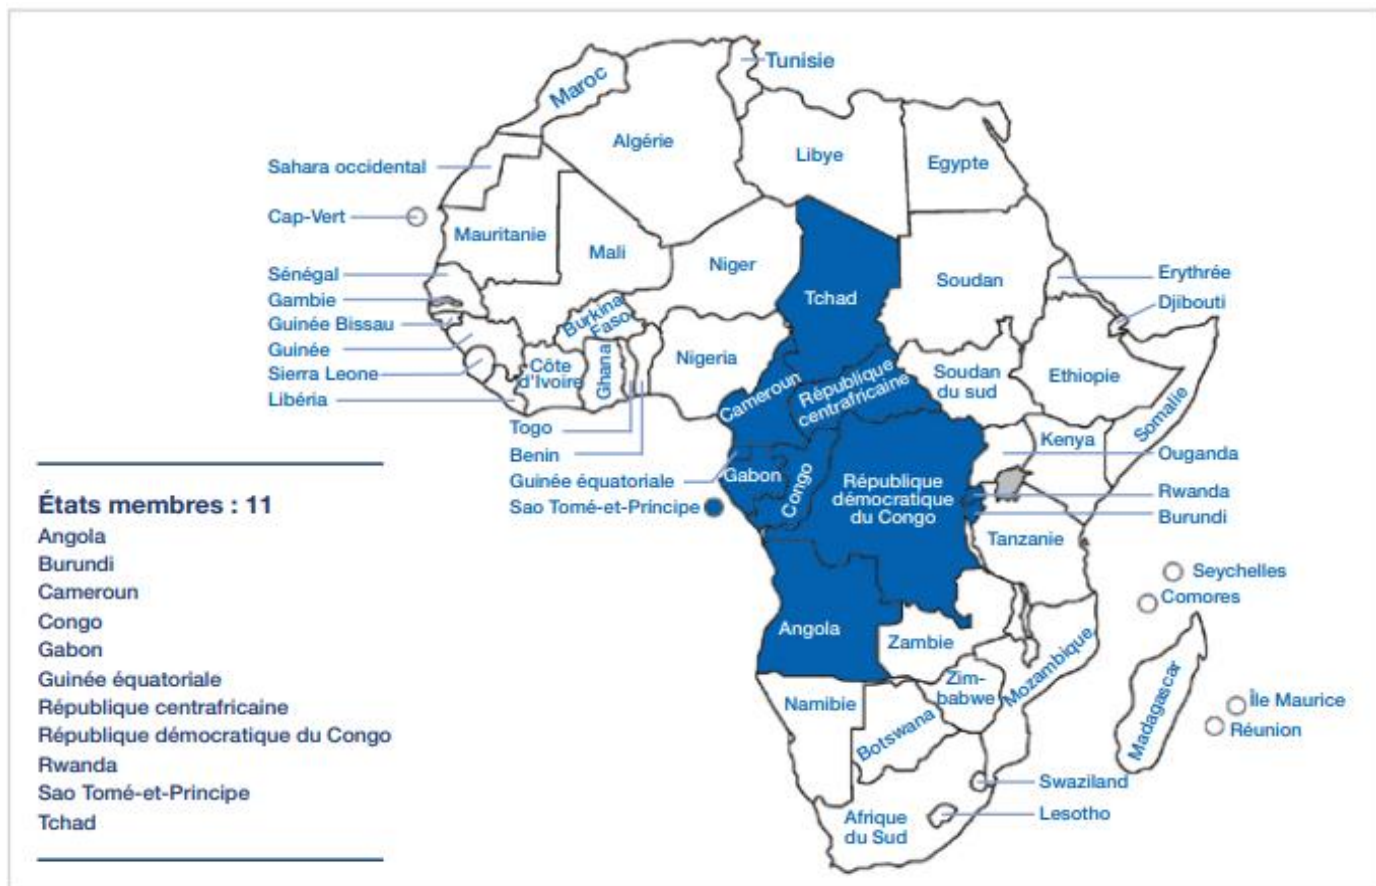 Tunisie
Maroc
Algérie
Libye
Egypte
Sahara occidental
Cap-Vert
Mauritanie
Mali
Niger
Tchad
Soudan
Erythrée
Djibouti
Sénégal
Gambie
Guinée Bissau
Guinée
Sierra Leone
Libéria
Burkina
Faso
Côte
d'Ivoire
Ghana
Nigeria
Togo
Benin
Guinée équatoriale
Sao Tomé-et-Principe
Cameroun
République
centrafricaine
Soudan
du sud
Ethiopie
Somalie
Kenya
Ouganda
Rwanda
Burundi
Gabon
Congo
République
démocratique
du Congo
Tanzanie
Seychelles
Comores
Angola
Zambie
Mozambique
Zim-
babwe
Namibie
Botswana
Madagascar
Île Maurice
Réunion
Swaziland
Lesotho
Afrique
du Sud
États membres : 11
Angola
Burundi
Cameroun
Congo
Gabon
Guinée équatoriale
République centrafricaine
République démocratique du Congo
Rwanda
Sao Tomé-et-Principe
Tchad